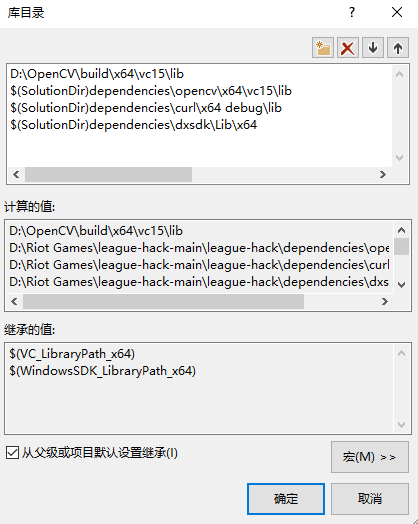 库目录
D:\OpenCV\build\x64\vc15\lib
$(SolutionDir)dependencies\opencv\x64\vc15\lib
$(SolutionDir)dependencies\curl\x64 debug\lib
$(SolutionDir)dependencies\dxsdk\Lib\x64
计算的值:
D:\OpenCV\build\x64\vc15\lib
D:\Riot Games\league-hack-main\league-hack\dependencies\ope
D:\Riot Games\league-hack-main\league-hack\dependencies\curl
D:\Riot Games\league-hack-main\league-hack\dependencies\dxs
继承的值:
$(VC_LibraryPath_x64)
$(WindowsSDK_LibraryPath_x64)
从父级或项目默认设置继承(I)
宏(M) >>
确定
取消